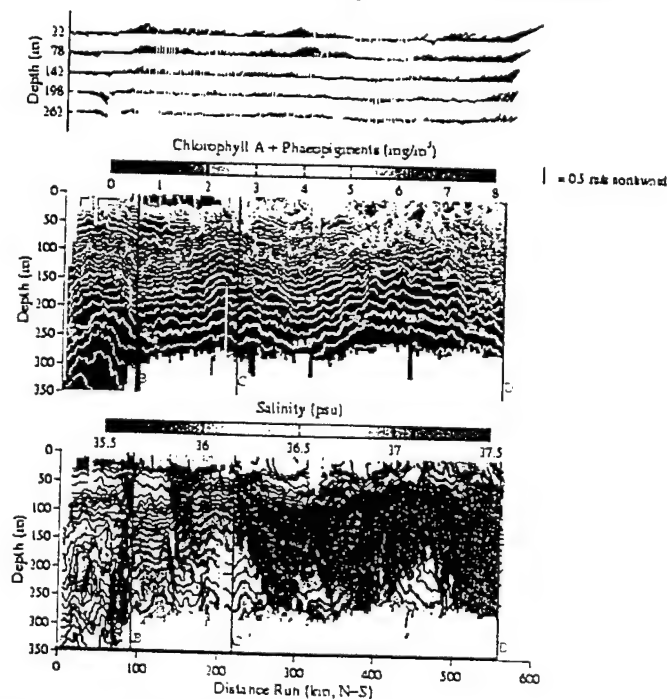 Depth (m)
22
78
142
198
262
Chlorophyll A + Phaeopigments (mg/m³)
0 1 2 3 4 5 6 7 8
= 0.5 m/s northward
Depth (m)
0
50
100
150
200
250
300
350
B
C
D
Salinity (psu)
35.5 36 36.5 37 37.5
Depth (m)
0
50
100
150
200
250
300
350
B
C
D
0 100 200 300 400 500 600
Distance Run (km, N–S)